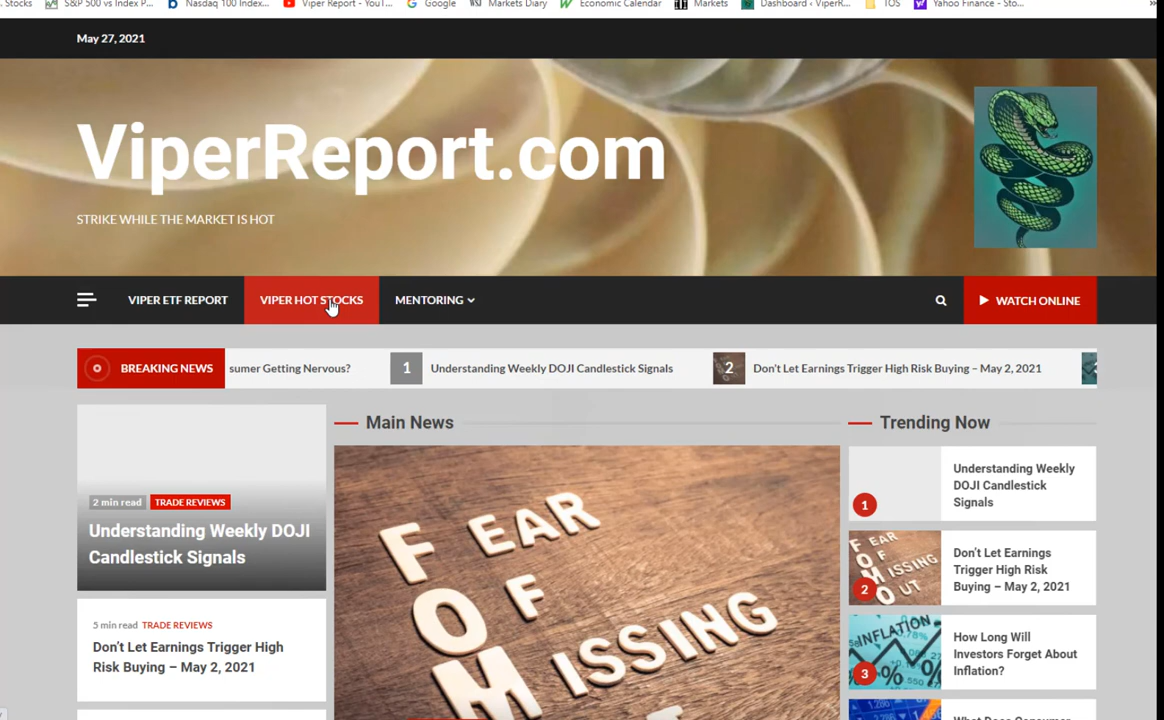 . Stocks
S&P 500 vs Index P...
Nasdaq 100 Index...
Viper Report - YouT...
Google
WSJ
Markets Diary
Economic Calendar
Markets
Dashboard ‹ ViperR...
TOS
Yahoo Finance - Sto...
May 27, 2021
ViperReport.com
STRIKE WHILE THE MARKET IS HOT
VIPER ETF REPORT
VIPER HOT STOCKS
MENTORING
WATCH ONLINE
BREAKING NEWS
sumer Getting Nervous?
1
Understanding Weekly DOJI Candlestick Signals
2
Don't Let Earnings Trigger High Risk Buying – May 2, 2021
2 min read
TRADE REVIEWS
Understanding Weekly DOJI
Candlestick Signals
5 min read
TRADE REVIEWS
Don't Let Earnings Trigger High
Risk Buying – May 2, 2021
Main News
FEAR
OF
MISSING
Trending Now
1
Understanding Weekly
DOJI Candlestick
Signals
FEAR
OF
MISSING
OUT
2
Don't Let Earnings
Trigger High Risk
Buying – May 2, 2021
INFLATION
3
How Long Will
Investors Forget About
Inflation?